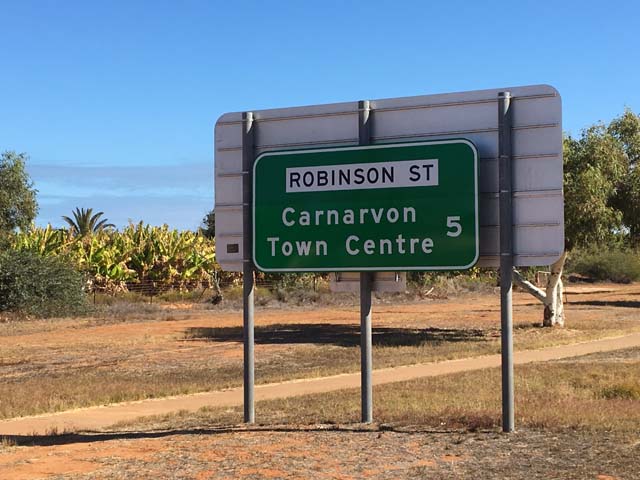 ROBINSON ST
Carnarvon 5
Town Centre